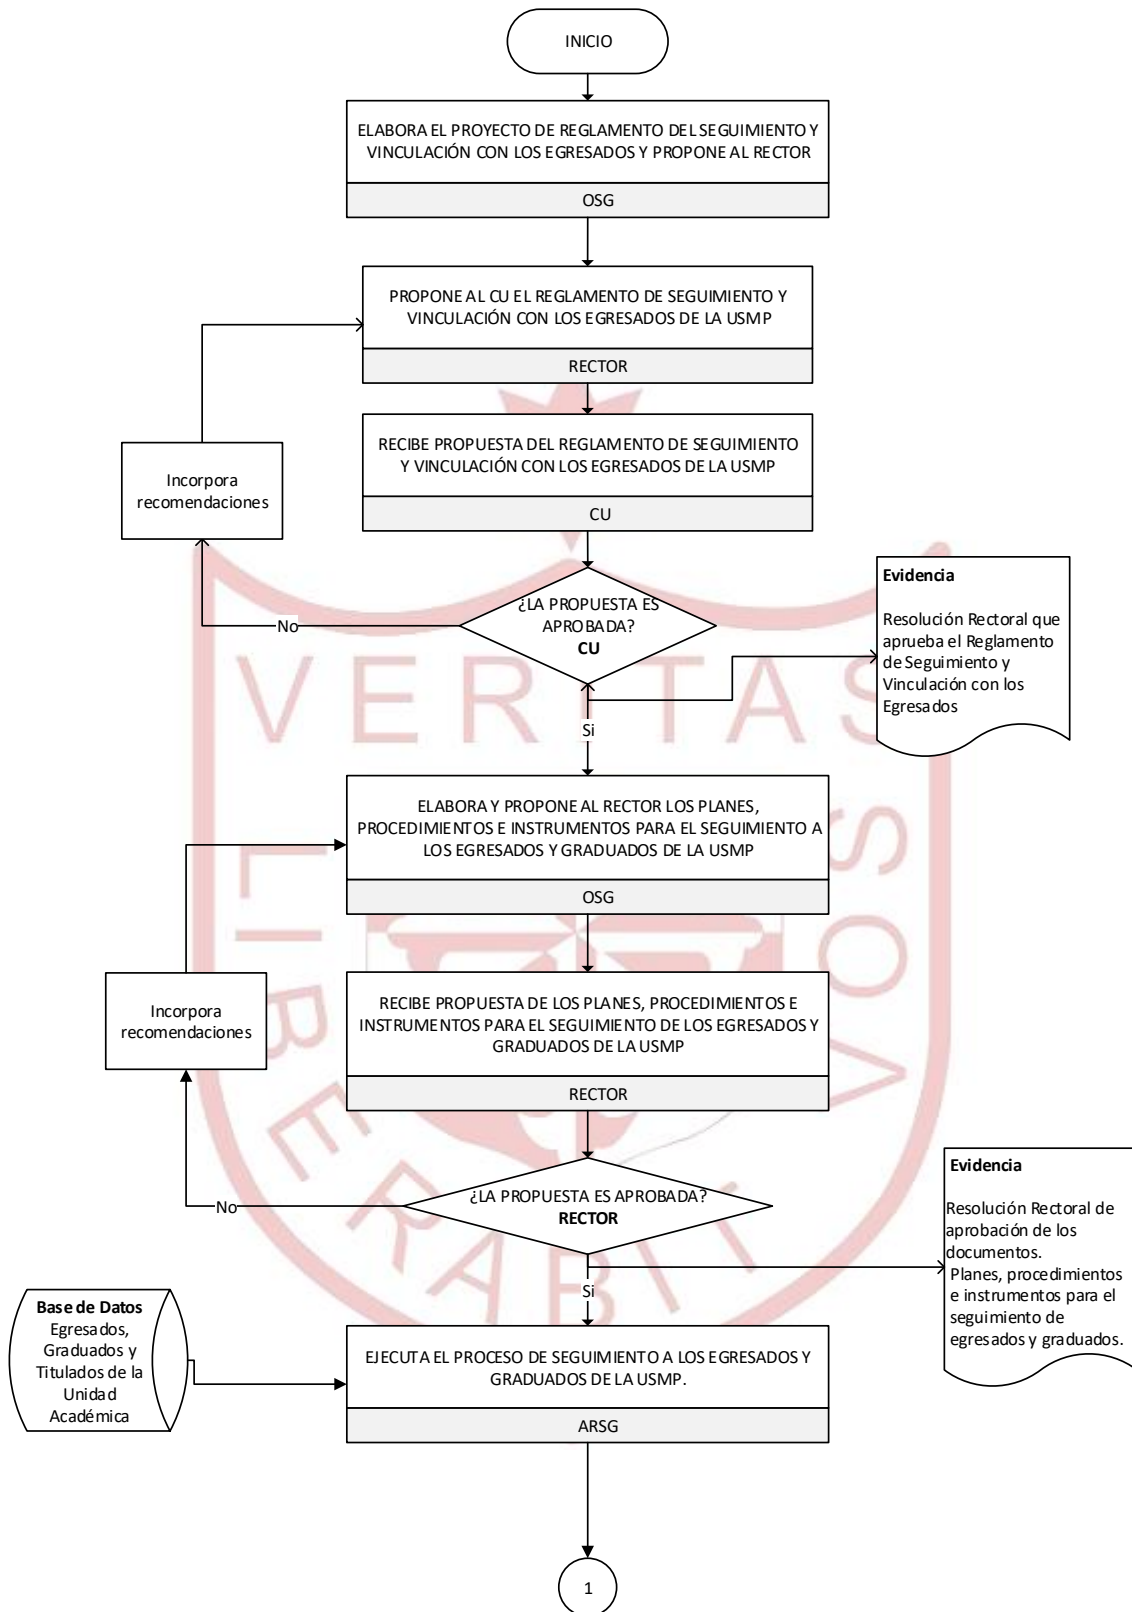 INICIO
ELABORA EL PROYECTO DE REGLAMENTO DEL SEGUIMIENTO Y
VINCULACIÓN CON LOS EGRESADOS Y PROPONE AL RECTOR
OSG
PROPONE AL CU EL REGLAMENTO DE SEGUIMIENTO Y
VINCULACIÓN CON LOS EGRESADOS DE LA USMP
RECTOR
RECIBE PROPUESTA DEL REGLAMENTO DE SEGUIMIENTO
Y VINCULACIÓN CON LOS EGRESADOS DE LA USMP
CU
Incorpora
recomendaciones
¿LA PROPUESTA ES
APROBADA?
CU
No
Si
Evidencia
Resolución Rectoral que
aprueba el Reglamento
de Seguimiento y
Vinculación con los
Egresados
ELABORA Y PROPONE AL RECTOR LOS PLANES,
PROCEDIMIENTOS E INSTRUMENTOS PARA EL SEGUIMIENTO A
LOS EGRESADOS Y GRADUADOS DE LA USMP
OSG
Incorpora
recomendaciones
RECIBE PROPUESTA DE LOS PLANES, PROCEDIMIENTOS E
INSTRUMENTOS PARA EL SEGUIMIENTO DE LOS EGRESADOS Y
GRADUADOS DE LA USMP
RECTOR
¿LA PROPUESTA ES APROBADA?
RECTOR
No
Si
Evidencia
Resolución Rectoral de
aprobación de los
documentos.
Planes, procedimientos
e instrumentos para el
seguimiento de
egresados y graduados.
Base de Datos
Egresados,
Graduados y
Titulados de la
Unidad
Académica
EJECUTA EL PROCESO DE SEGUIMIENTO A LOS EGRESADOS Y
GRADUADOS DE LA USMP.
ARSG
1
VERITAS
LIBERABIT
VOS